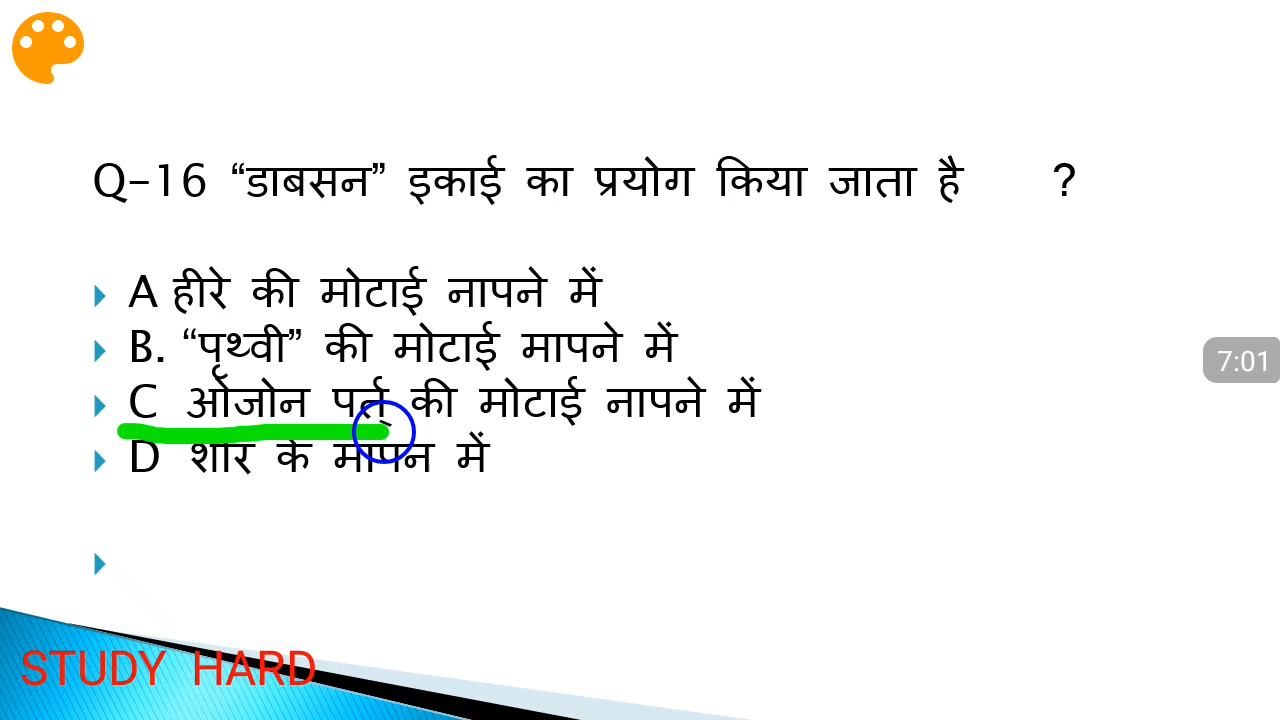 Q-16 “डाबसन” इकाई का प्रयोग किया जाता है ?
A हीरे की मोटाई नापने में
B. “पृथ्वी” की मोटाई मापने में
C ओजोन पर्त् की मोटाई नापने में
D शोर के मापन में
7:01
STUDY HARD